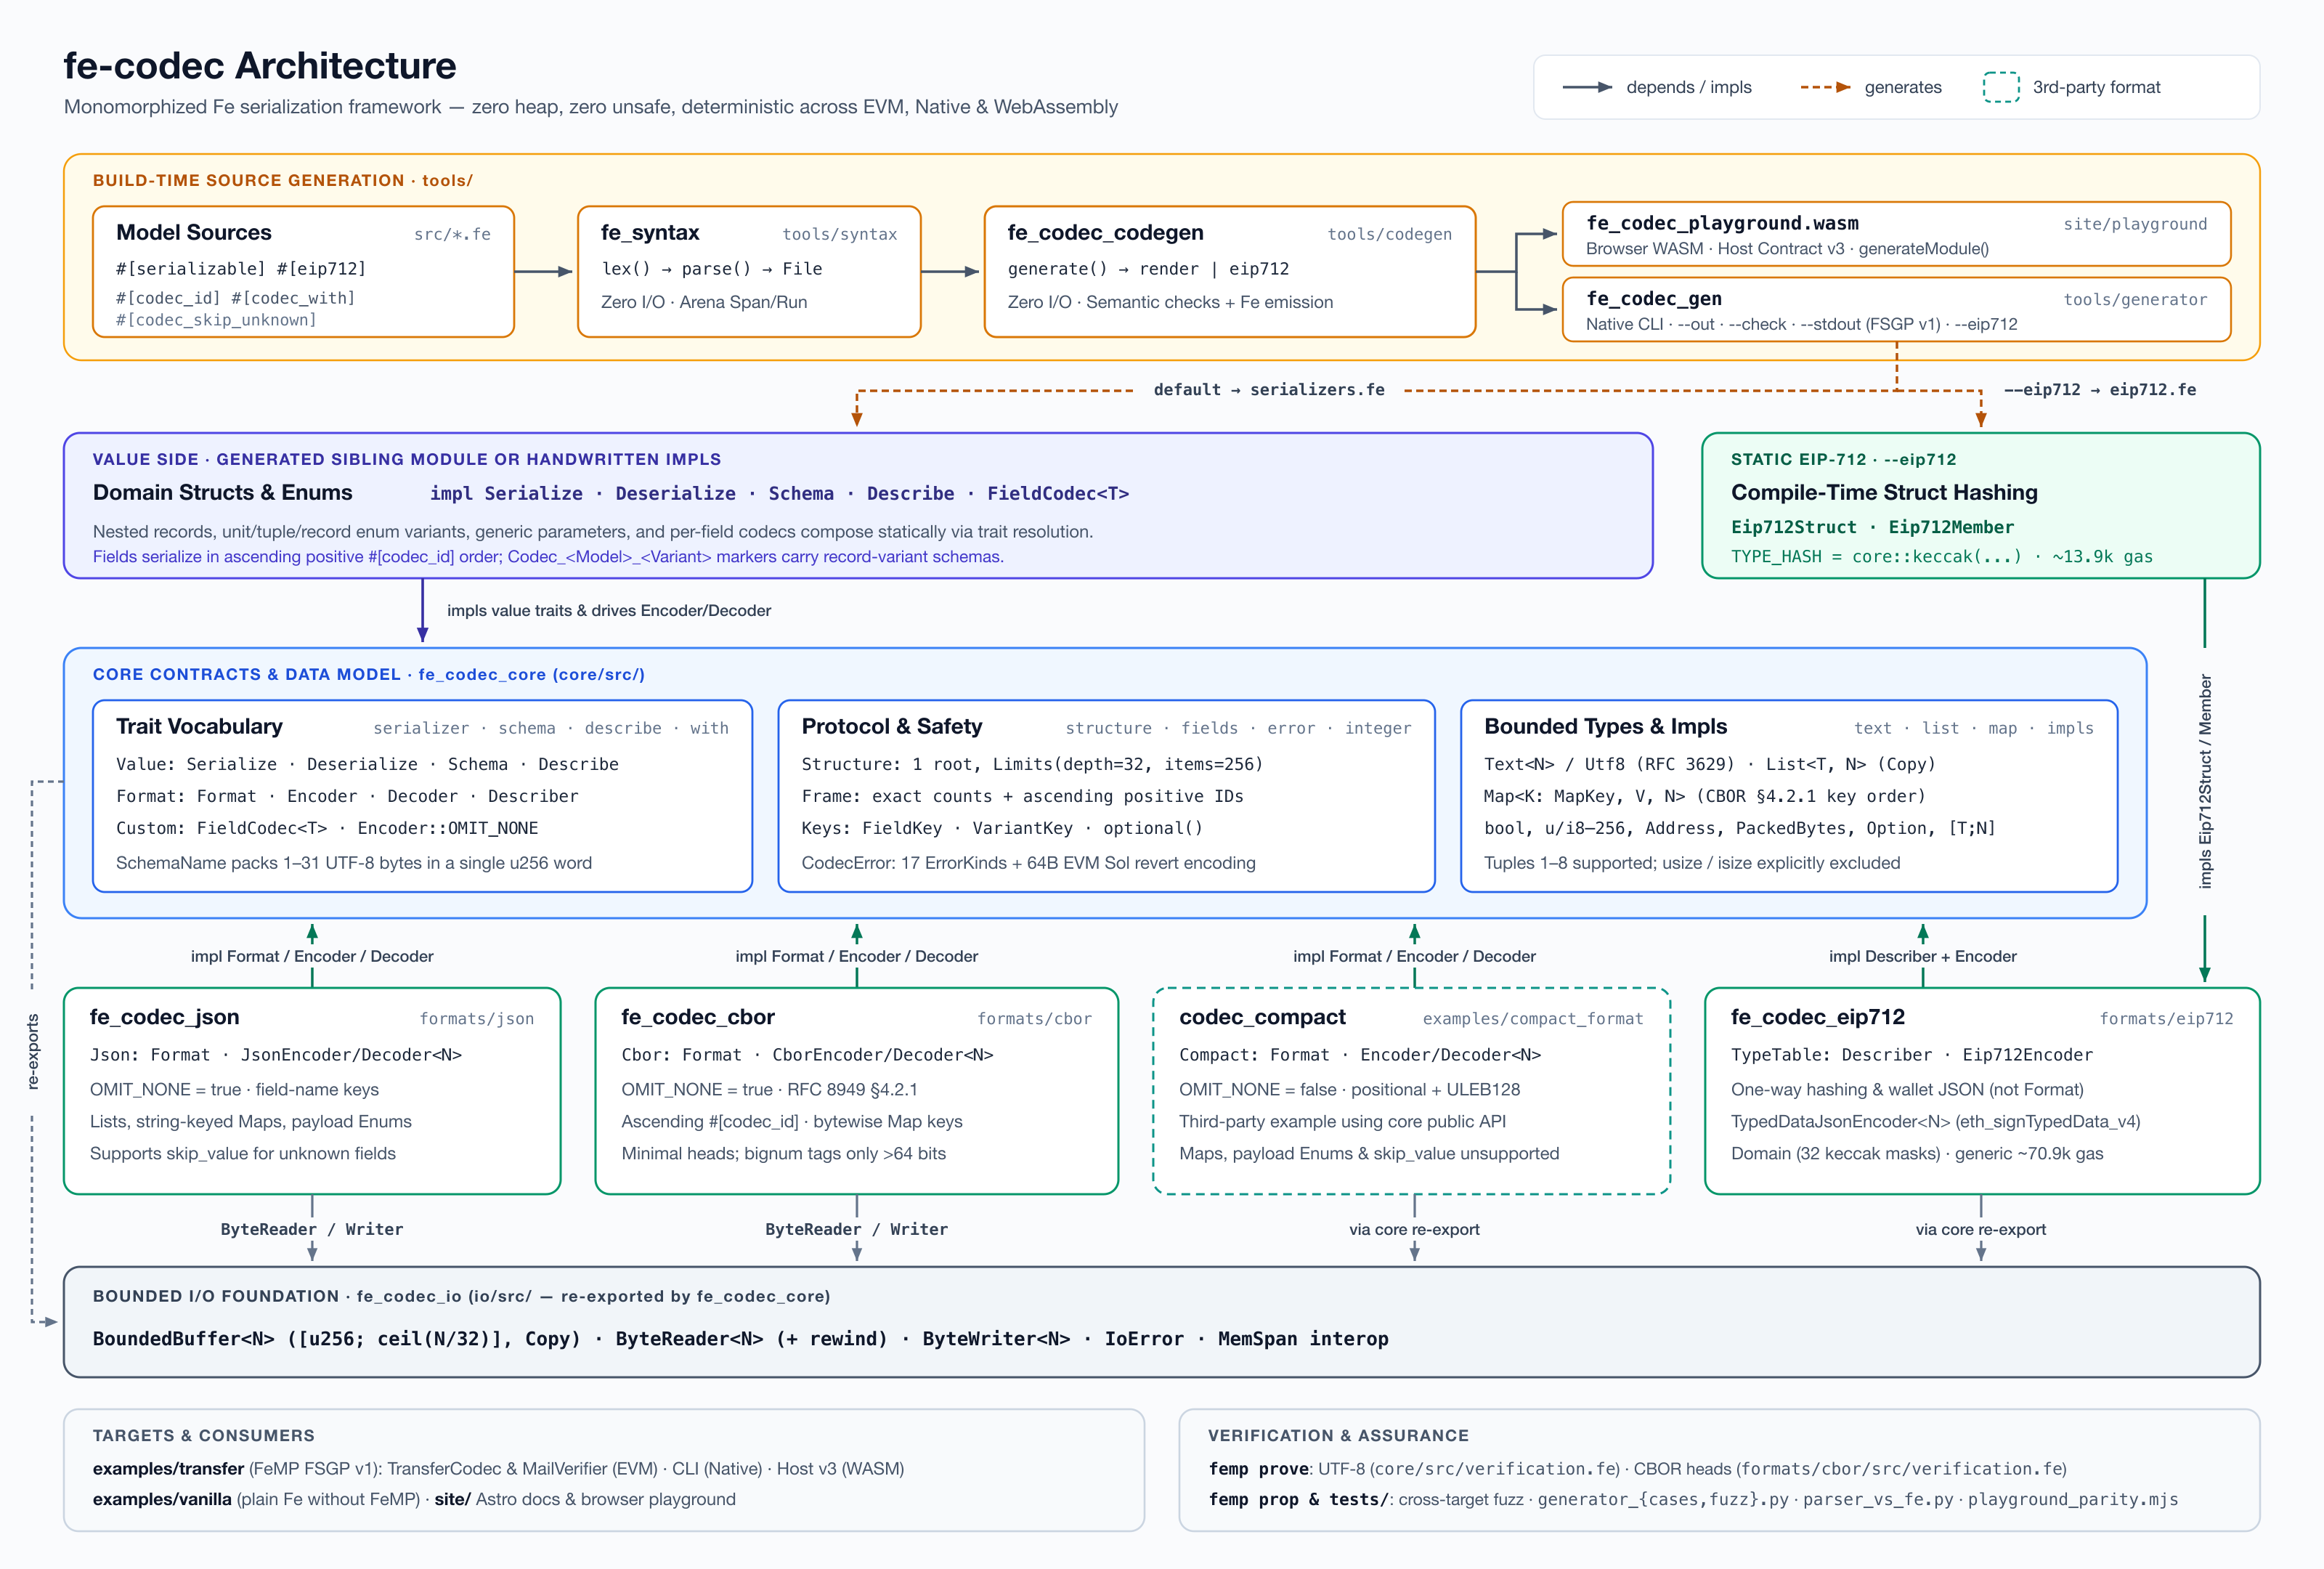 fe-codec Architecture
Monomorphized Fe serialization framework — zero heap, zero unsafe, deterministic across EVM, Native & WebAssembly
depends / impls
generates
3rd-party format
BUILD-TIME SOURCE GENERATION · tools/
Model Sources
src/*.fe
#[serializable] #[eip712]
#[codec_id] #[codec_with]
#[codec_skip_unknown]
fe_syntax
tools/syntax
lex() → parse() → File
Zero I/O · Arena Span/Run
fe_codec_codegen
tools/codegen
generate() → render | eip712
Zero I/O · Semantic checks + Fe emission
fe_codec_playground.wasm
site/playground
Browser WASM · Host Contract v3 · generateModule()
fe_codec_gen
tools/generator
Native CLI · --out · --check · --stdout (FSGP v1) · --eip712
default → serializers.fe
--eip712 → eip712.fe
VALUE SIDE · GENERATED SIBLING MODULE OR HANDWRITTEN IMPLS
Domain Structs & Enums
impl Serialize · Deserialize · Schema · Describe · FieldCodec<T>
Nested records, unit/tuple/record enum variants, generic parameters, and per-field codecs compose statically via trait resolution.
Fields serialize in ascending positive #[codec_id] order; Codec_<Model>_<Variant> markers carry record-variant schemas.
STATIC EIP-712 · --eip712
Compile-Time Struct Hashing
Eip712Struct · Eip712Member
TYPE_HASH = core::keccak(...) · ~13.9k gas
impls value traits & drives Encoder/Decoder
CORE CONTRACTS & DATA MODEL · fe_codec_core (core/src/)
Trait Vocabulary
serializer · schema · describe · with
Value: Serialize · Deserialize · Schema · Describe
Format: Format · Encoder · Decoder · Describer
Custom: FieldCodec<T> · Encoder::OMIT_NONE
SchemaName packs 1–31 UTF-8 bytes in a single u256 word
Protocol & Safety
structure · fields · error · integer
Structure: 1 root, Limits(depth=32, items=256)
Frame: exact counts + ascending positive IDs
Keys: FieldKey · VariantKey · optional()
CodecError: 17 ErrorKinds + 64B EVM Sol revert encoding
Bounded Types & Impls
text · list · map · impls
Text<N> / Utf8 (RFC 3629) · List<T, N> (Copy)
Map<K: MapKey, V, N> (CBOR §4.2.1 key order)
bool, u/i8–256, Address, PackedBytes, Option, [T;N]
Tuples 1–8 supported; usize / isize explicitly excluded
impls Eip712Struct / Member
re-exports
impl Format / Encoder / Decoder
impl Format / Encoder / Decoder
impl Format / Encoder / Decoder
impl Describer + Encoder
fe_codec_json
formats/json
Json: Format · JsonEncoder/Decoder<N>
OMIT_NONE = true · field-name keys
Lists, string-keyed Maps, payload Enums
Supports skip_value for unknown fields
fe_codec_cbor
formats/cbor
Cbor: Format · CborEncoder/Decoder<N>
OMIT_NONE = true · RFC 8949 §4.2.1
Ascending #[codec_id] · bytewise Map keys
Minimal heads; bignum tags only >64 bits
codec_compact
examples/compact_format
Compact: Format · Encoder/Decoder<N>
OMIT_NONE = false · positional + ULEB128
Third-party example using core public API
Maps, payload Enums & skip_value unsupported
fe_codec_eip712
formats/eip712
TypeTable: Describer · Eip712Encoder
One-way hashing & wallet JSON (not Format)
TypedDataJsonEncoder<N> (eth_signTypedData_v4)
Domain (32 keccak masks) · generic ~70.9k gas
ByteReader / Writer
ByteReader / Writer
via core re-export
via core re-export
BOUNDED I/O FOUNDATION · fe_codec_io (io/src/ — re-exported by fe_codec_core)
BoundedBuffer<N> ([u256; ceil(N/32)], Copy) · ByteReader<N> (+ rewind) · ByteWriter<N> · IoError · MemSpan interop
TARGETS & CONSUMERS
examples/transfer (FeMP FSGP v1): TransferCodec & MailVerifier (EVM) · CLI (Native) · Host v3 (WASM)
examples/vanilla (plain Fe without FeMP) · site/ Astro docs & browser playground
VERIFICATION & ASSURANCE
femp prove: UTF-8 (core/src/verification.fe) · CBOR heads (formats/cbor/src/verification.fe)
femp prop & tests/: cross-target fuzz · generator_{cases,fuzz}.py · parser_vs_fe.py · playground_parity.mjs